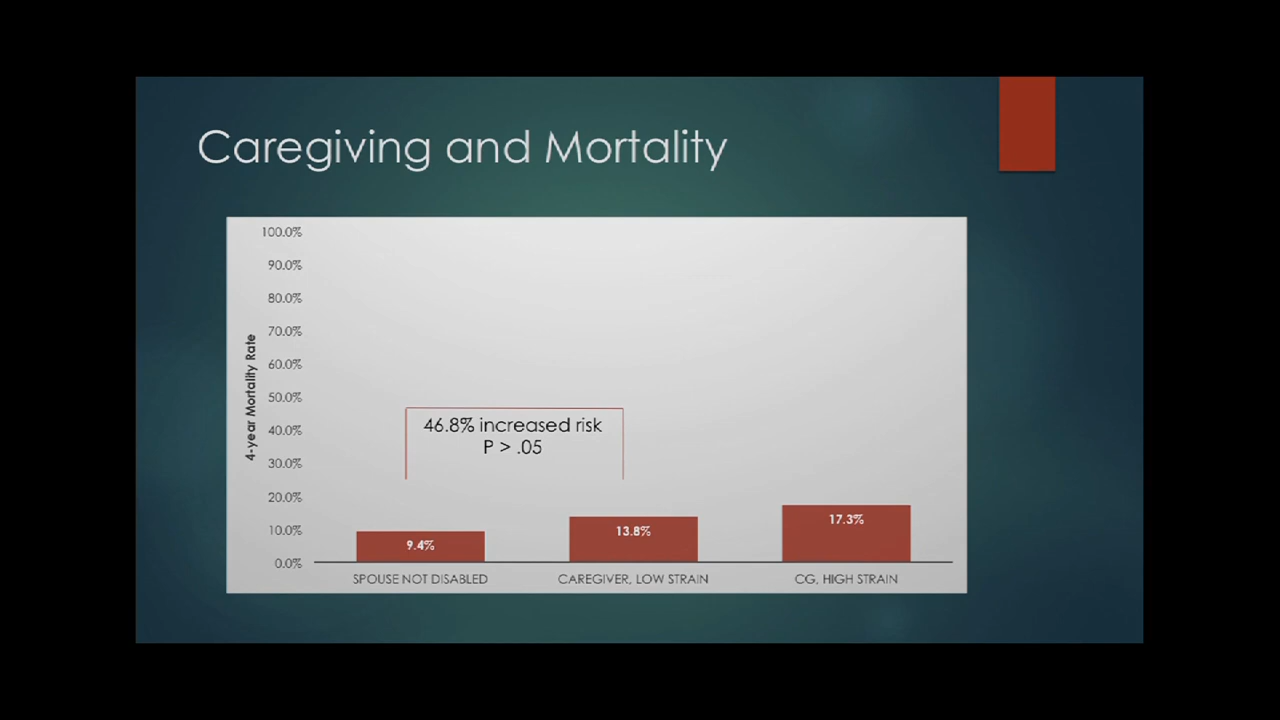 Caregiving and Mortality
100.0%
90.0%
80.0%
70.0%
60.0%
50.0%
40.0%
30.0%
20.0%
10.0%
0.0%
4-year Mortality Rate
46.8% increased risk
P > .05
9.4%
13.8%
17.3%
SPOUSE NOT DISABLED
CAREGIVER, LOW STRAIN
CG, HIGH STRAIN